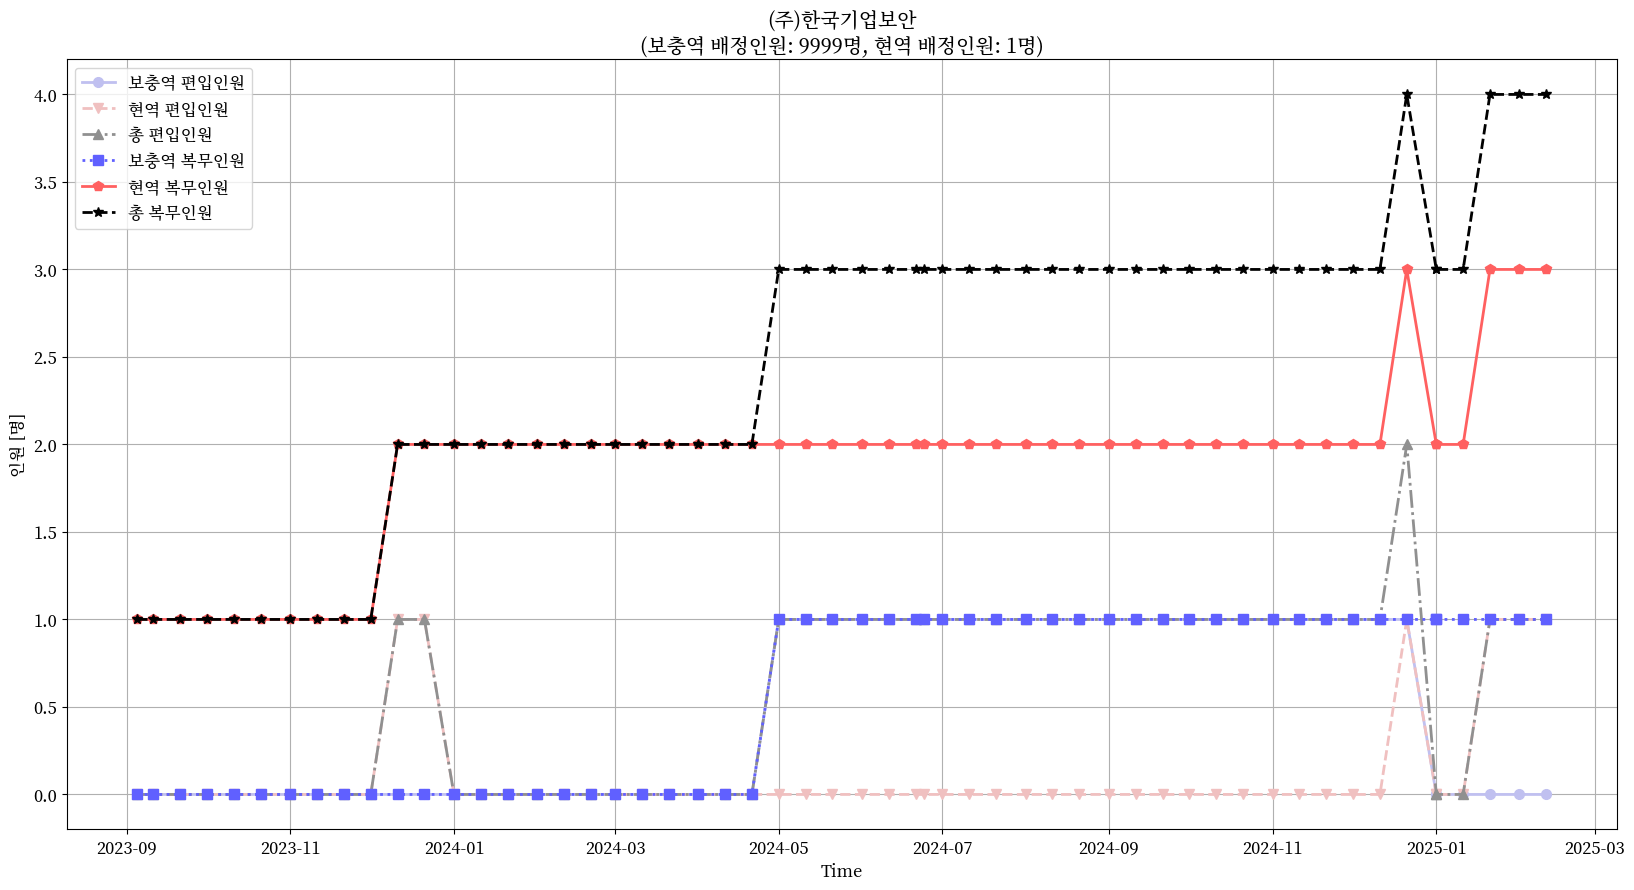 (주)한국기업보안
(보충역 배정인원: 9999명, 현역 배정인원: 1명)
보충역 편입인원
현역 편입인원
총 편입인원
보충역 복무인원
현역 복무인원
총 복무인원
인원 [명]
4.0
3.5
3.0
2.5
2.0
1.5
1.0
0.5
0.0
2023-09 2023-11 2024-01 2024-03 2024-05 2024-07 2024-09 2024-11 2025-01 2025-03
Time